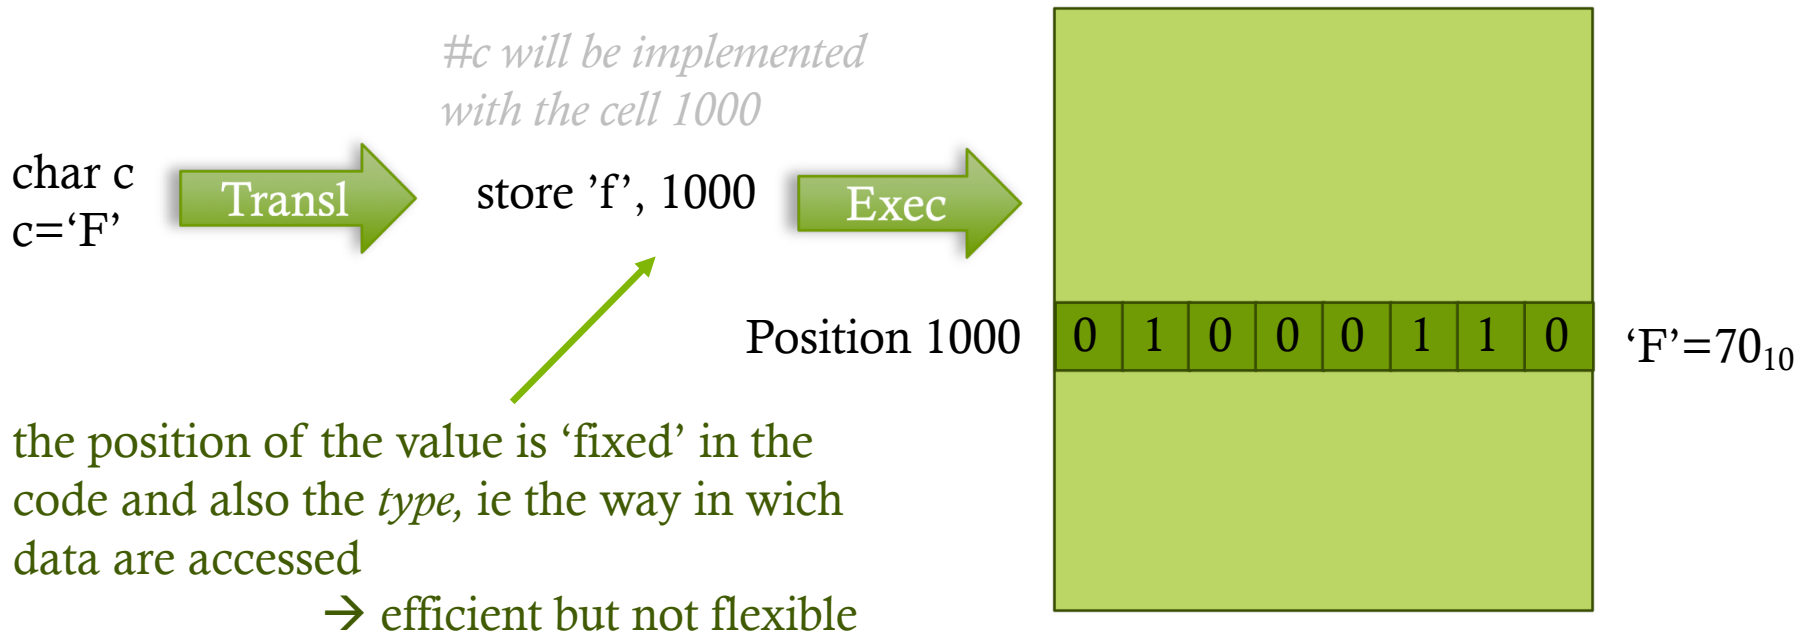 #c will be implemented
with the cell 1000
char c
c=‘F’
Transl
store ’f’, 1000
Exec
Position 1000
0 1 0 0 0 1 1 0
‘F’=70₁₀
the position of the value is ‘fixed’ in the
code and also the type, ie the way in wich
data are accessed
→ efficient but not flexible